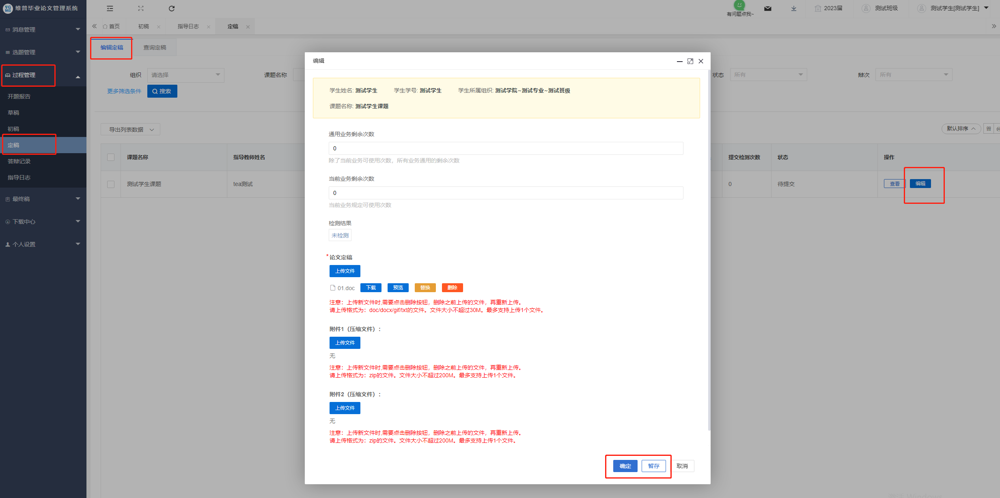 VG MS 维普毕业论文管理系统
有问题点我~
2023届
测试班级
测试学生[测试学生]
首页
初稿
指导日志
定稿
消息管理
选题管理
过程管理
开题报告
草稿
初稿
定稿
答辩记录
指导日志
最终稿
下载中心
个人设置
编辑定稿
查询定稿
组织
请选择
课题名称
状态
所有
辩次
所有
更多筛选条件
搜索
导出列表数据
默认排序
课题名称
指导教师姓名
提交检测次数
状态
操作
测试学生课题
tea测试
0
待提交
查看
编辑
编辑
学生姓名: 测试学生 学生学号: 测试学生 学生所属组织: 测试学院~测试专业~测试班级
课题名称: 测试学生课题
通用业务剩余次数
0
除了当前业务可使用次数，所有业务通用的剩余次数
当前业务剩余次数
0
当前业务规定可使用次数
检测结果
未检测
* 论文定稿
上传文件
01.doc 下载 预览 替换 删除
注意：上传新文件时,需要点击删除按钮，删除之前上传的文件，再重新上传。
请上传格式为：doc/docx/gif/txt的文件。文件大小不超过30M。最多支持上传1个文件。
附件1（压缩文件）：
上传文件
无
注意：上传新文件时,需要点击删除按钮，删除之前上传的文件，再重新上传。
请上传格式为：zip的文件。文件大小不超过200M。最多支持上传1个文件。
附件2（压缩文件）：
上传文件
无
注意：上传新文件时,需要点击删除按钮，删除之前上传的文件，再重新上传。
请上传格式为：zip的文件。文件大小不超过200M。最多支持上传1个文件。
确定 暂存 取消
激活 Windows